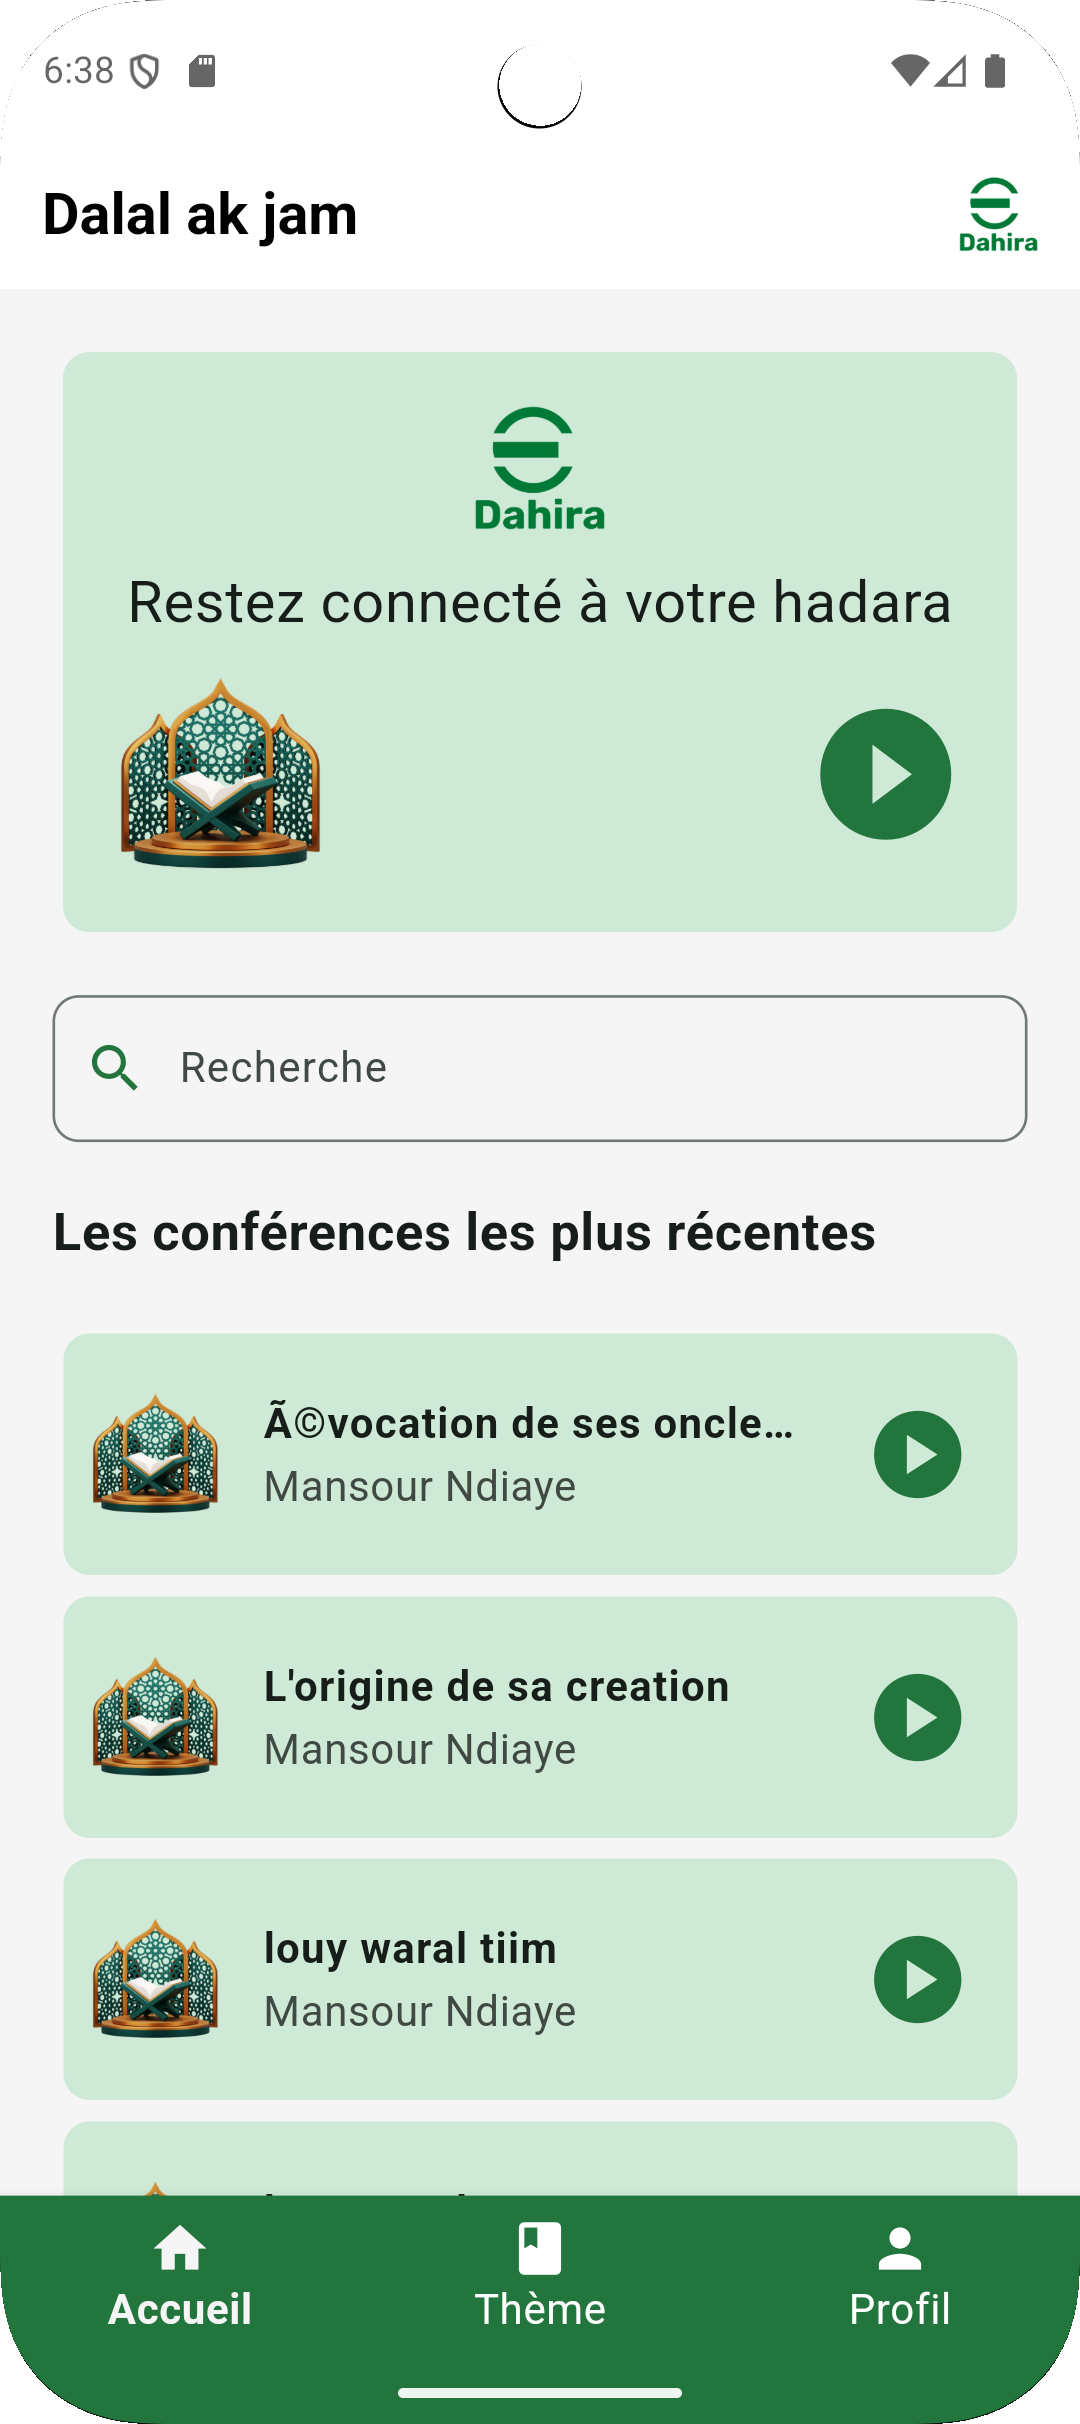 6:38
Dalal ak jam
Dahira
Dahira
Restez connecté à votre hadara
Recherche
Les conférences les plus récentes
Ã©vocation de ses oncle...
Mansour Ndiaye
L'origine de sa creation
Mansour Ndiaye
louy waral tiim
Mansour Ndiaye
Accueil
Thème
Profil